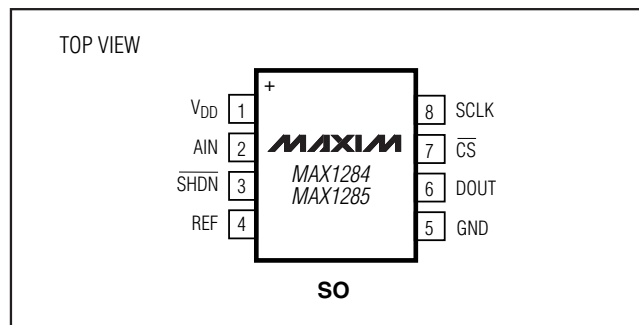 TOP VIEW
+
VDD 1
AIN 2
SHDN 3
REF 4
MAXIM
MAX1284
MAX1285
8 SCLK
7 CS
6 DOUT
5 GND
SO